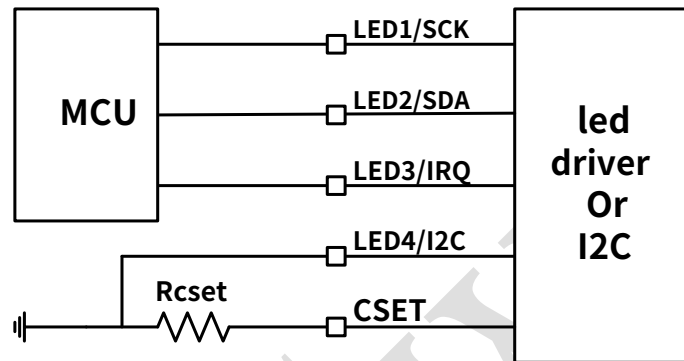 LED1/SCK
MCU
LED2/SDA
led
driver
Or
I2C
LED3/IRQ
LED4/I2C
Rcset
CSET